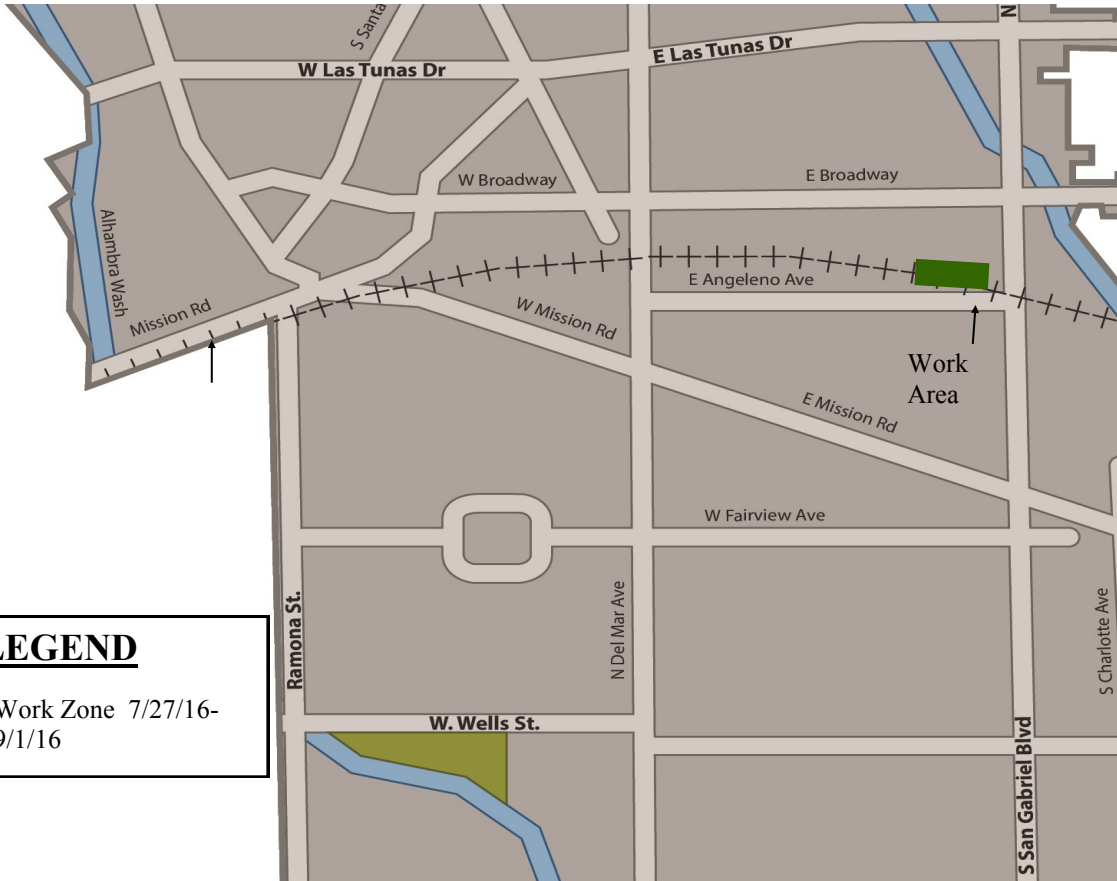 S Santa
N
E Las Tunas Dr
W Las Tunas Dr
W Broadway
E Broadway
Alhambra Wash
Mission Rd
E Angeleno Ave
W Mission Rd
Work
Area
E Mission Rd
W Fairview Ave
N Del Mar Ave
S Charlotte Ave
Ramona St.
LEGEND
Work Zone 7/27/16-
9/1/16
W. Wells St.
S San Gabriel Blvd